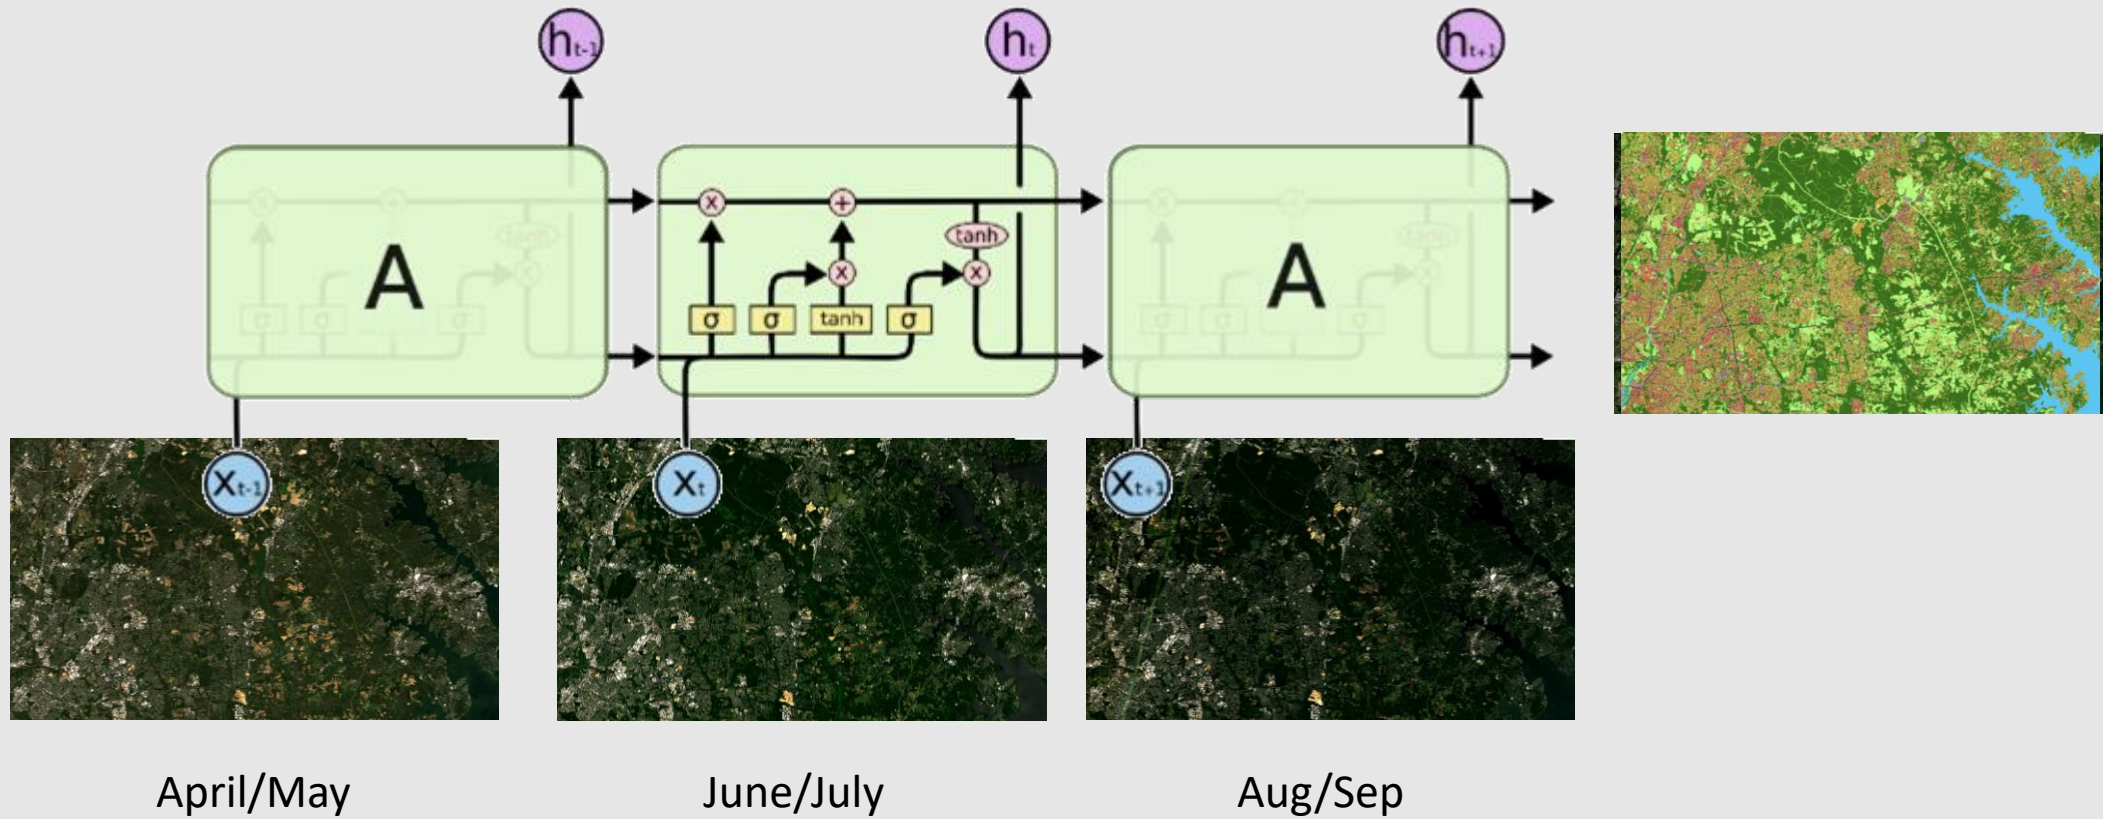 h t-1
h t
h t+1
x + tanh
A
x x
σ σ tanh σ
A
X t-1
X t
X t+1
April/May
June/July
Aug/Sep